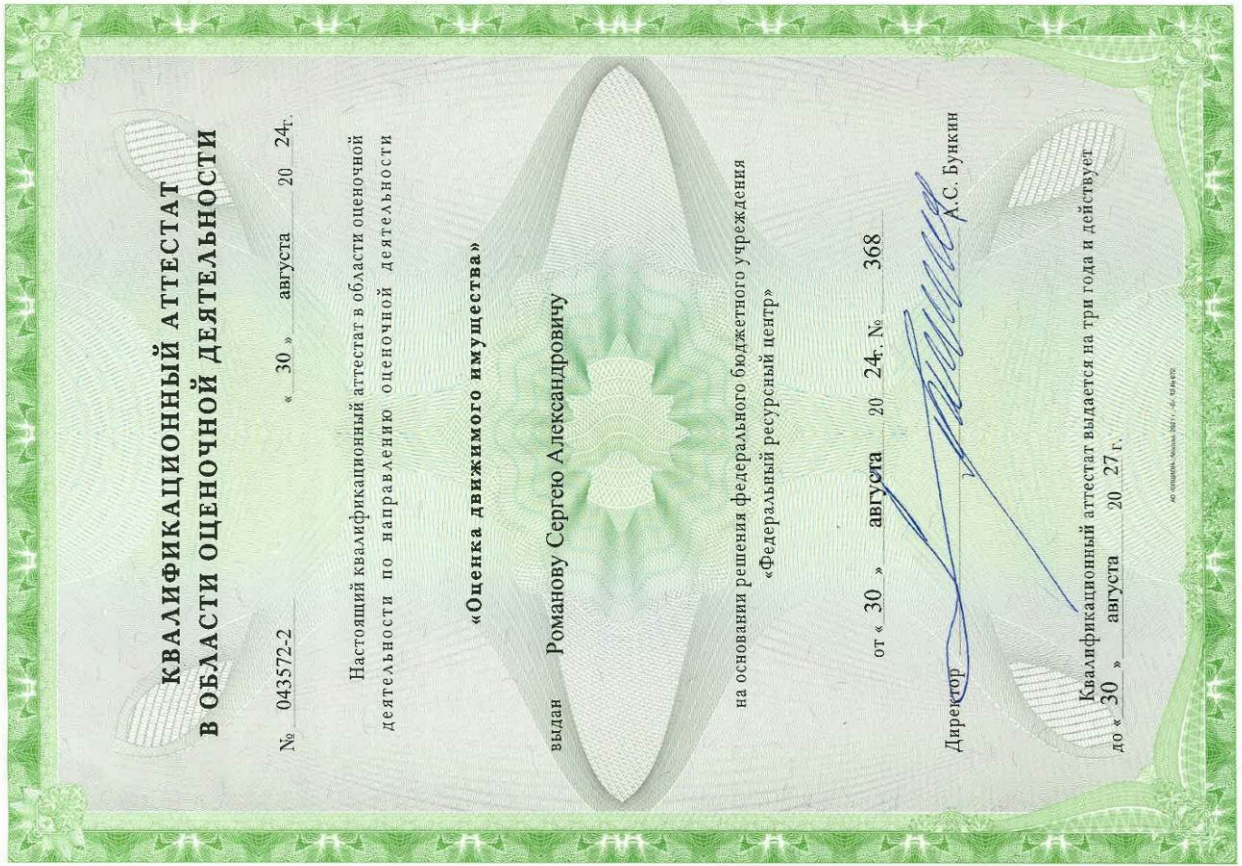 КВАЛИФИКАЦИОННЫЙ АТТЕСТАТ
В ОБЛАСТИ ОЦЕНОЧНОЙ ДЕЯТЕЛЬНОСТИ
№ 043572-2 « 30 » августа 20 24г.
Настоящий квалификационный аттестат в области оценочной
деятельности по направлению оценочной деятельности
«Оценка движимого имущества»
выдан Романову Сергею Александровичу
на основании решения федерального бюджетного учреждения
«Федеральный ресурсный центр»
от « 30 » августа 20 24г. № 368
Директор А.С. Бункин
Квалификационный аттестат выдается на три года и действует
до « 30 » августа 20 27 г.